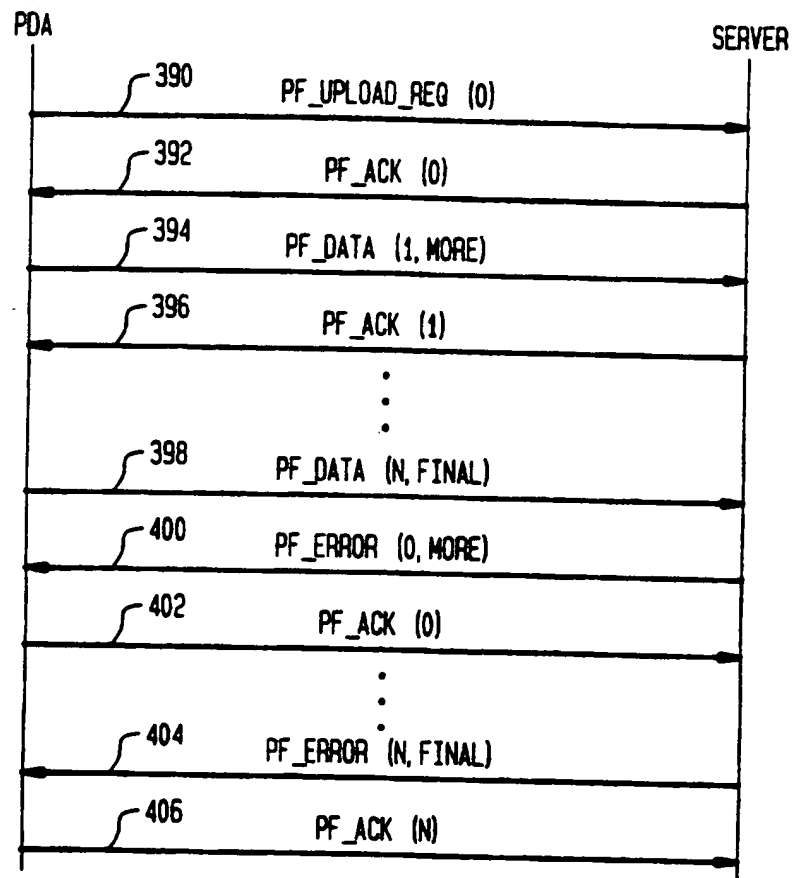 PDA
SERVER
390
PF_UPLOAD_REQ (0)
392
PF_ACK (0)
394
PF_DATA (1, MORE)
396
PF_ACK (1)
398
PF_DATA (N, FINAL)
400
PF_ERROR (0, MORE)
402
PF_ACK (0)
404
PF_ERROR (N, FINAL)
406
PF_ACK (N)